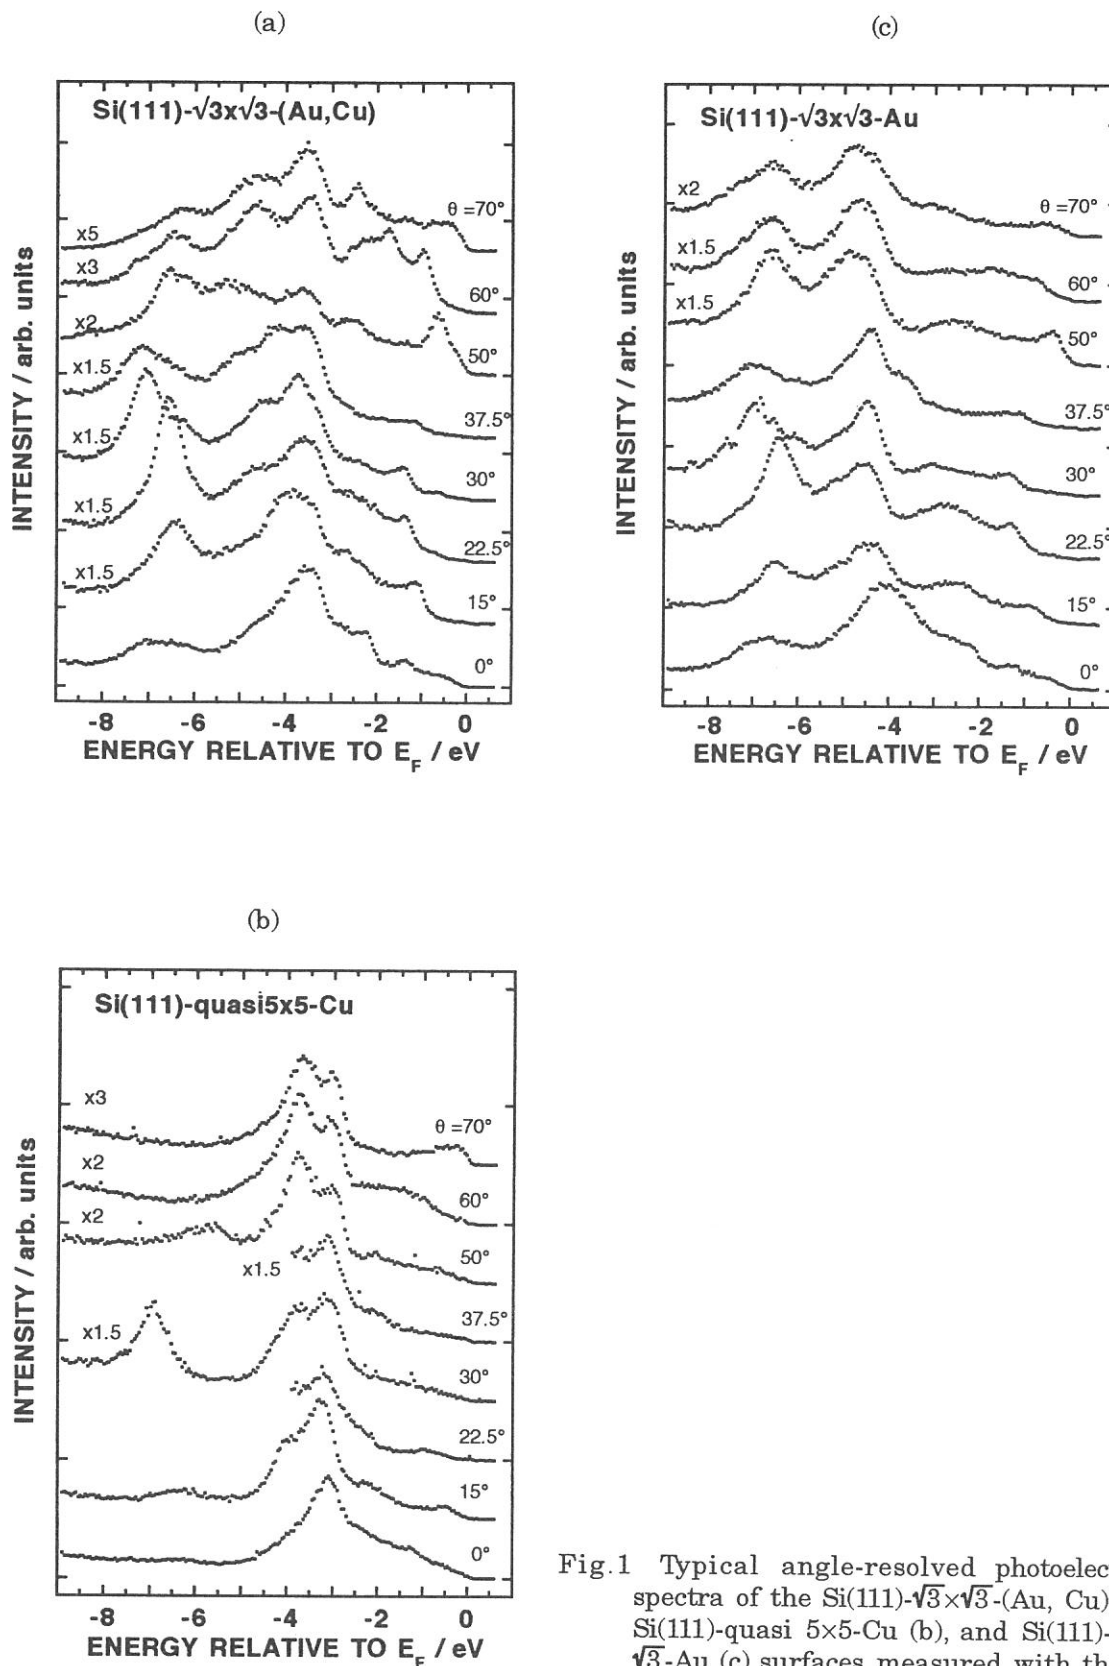 (a)
Si(111)-√3x√3-(Au,Cu)
θ =70°
x5
x3
60°
x2
50°
x1.5
37.5°
x1.5
30°
x1.5
22.5°
x1.5
15°
0°
INTENSITY / arb. units
-8 -6 -4 -2 0
ENERGY RELATIVE TO E_F / eV
(c)
Si(111)-√3x√3-Au
x2
θ =70°
x1.5
60°
x1.5
50°
37.5°
30°
22.5°
15°
0°
INTENSITY / arb. units
-8 -6 -4 -2 0
ENERGY RELATIVE TO E_F / eV
(b)
Si(111)-quasi5x5-Cu
x3
θ =70°
x2
60°
x2
50°
x1.5
37.5°
x1.5
30°
22.5°
15°
0°
INTENSITY / arb. units
-8 -6 -4 -2 0
ENERGY RELATIVE TO E_F / eV
Fig.1 Typical angle-resolved photoelec
spectra of the Si(111)-√3×√3-(Au, Cu)
Si(111)-quasi 5×5-Cu (b), and Si(111)-
√3-Au (c) surfaces measured with th